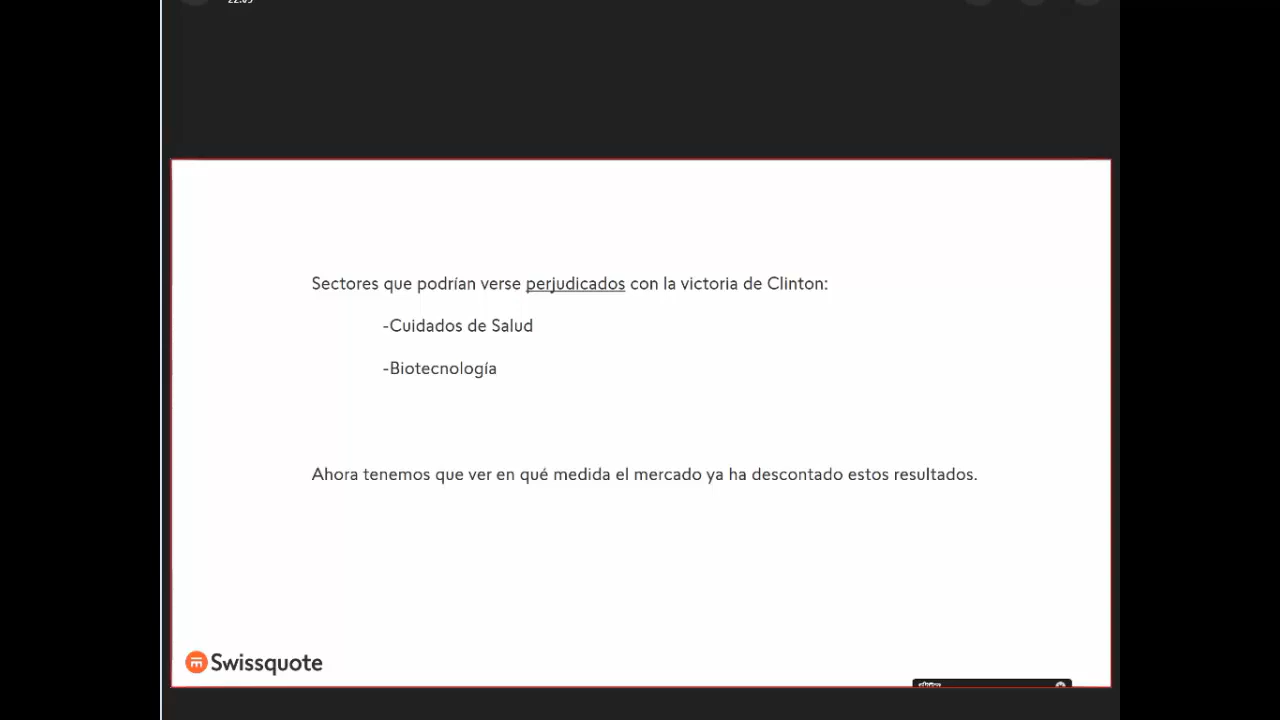 Sectores que podrían verse perjudicados con la victoria de Clinton:
-Cuidados de Salud
-Biotecnología
Ahora tenemos que ver en qué medida el mercado ya ha descontado estos resultados.
Swissquote